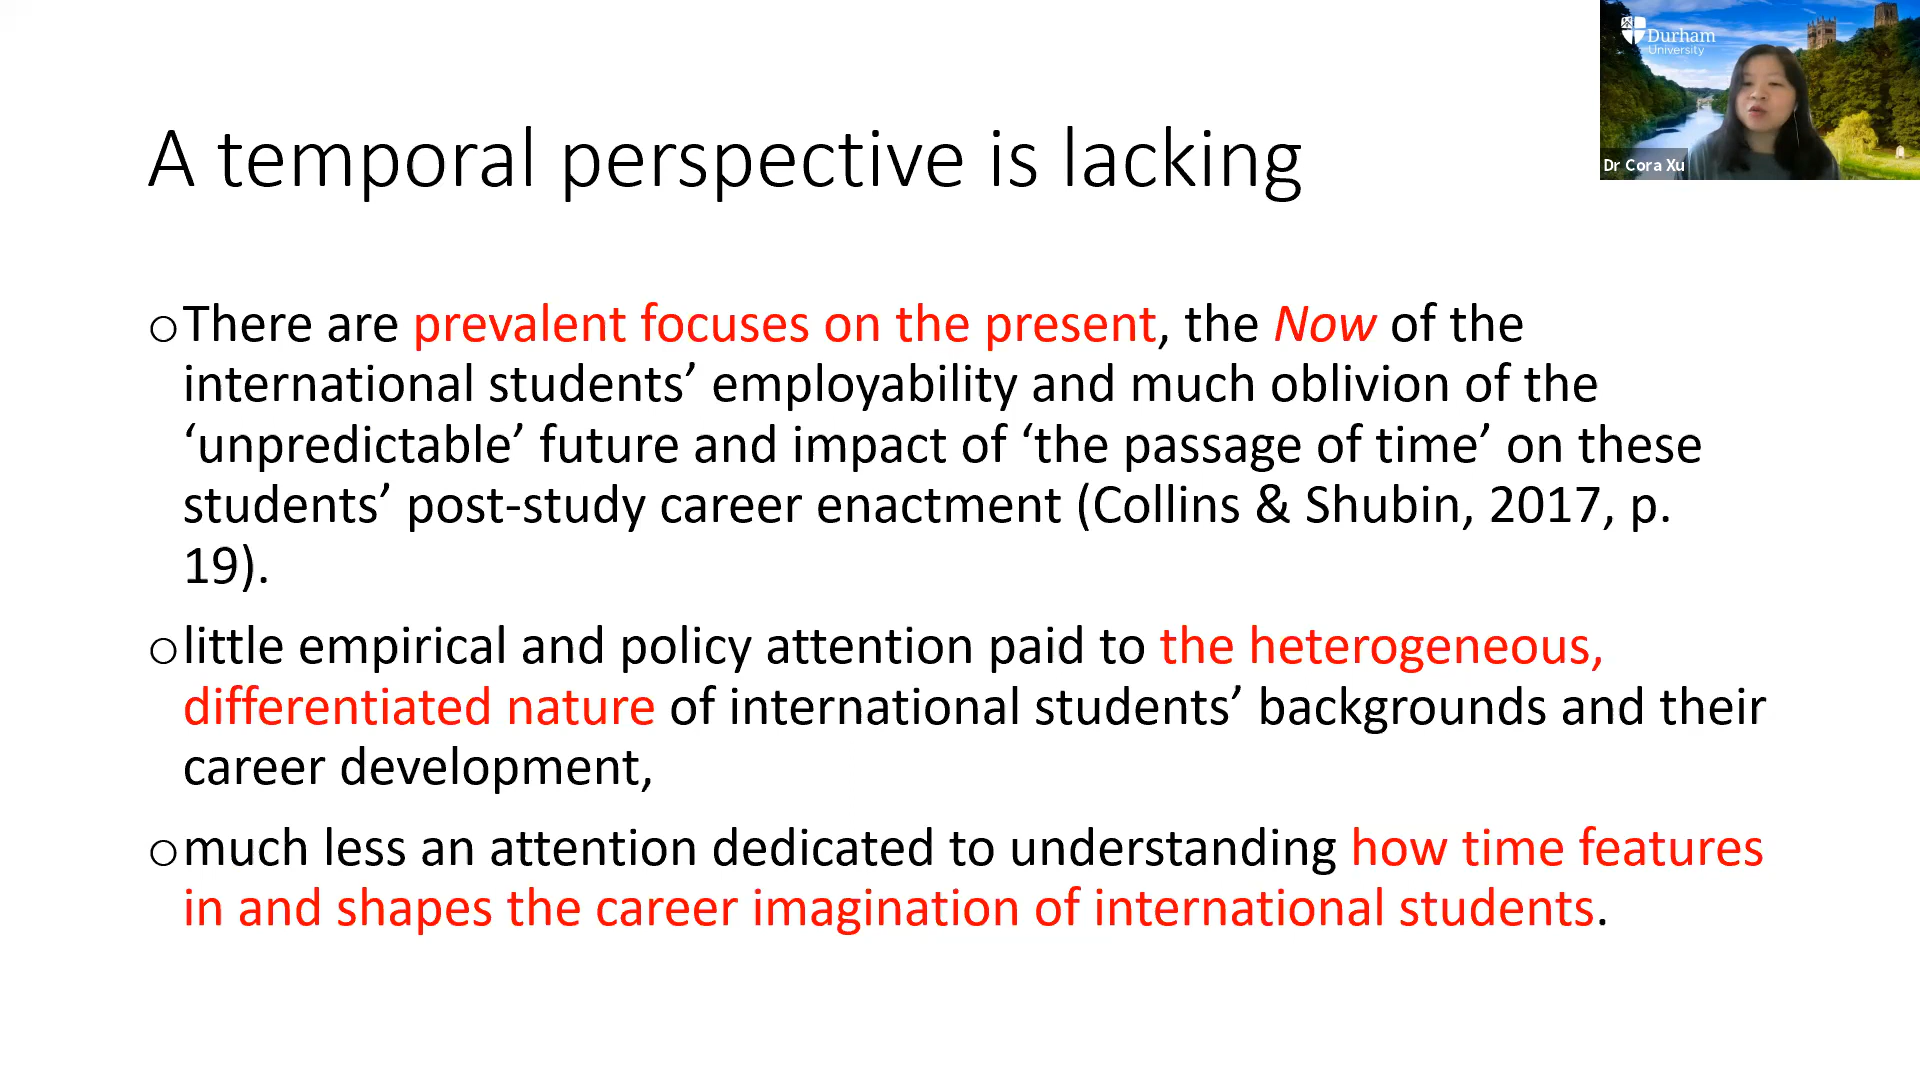 Durham
University
Dr Cora Xu
A temporal perspective is lacking
oThere are prevalent focuses on the present, the Now of the
international students’ employability and much oblivion of the
‘unpredictable’ future and impact of ‘the passage of time’ on these
students’ post-study career enactment (Collins & Shubin, 2017, p.
19).
olittle empirical and policy attention paid to the heterogeneous,
differentiated nature of international students’ backgrounds and their
career development,
omuch less an attention dedicated to understanding how time features
in and shapes the career imagination of international students.